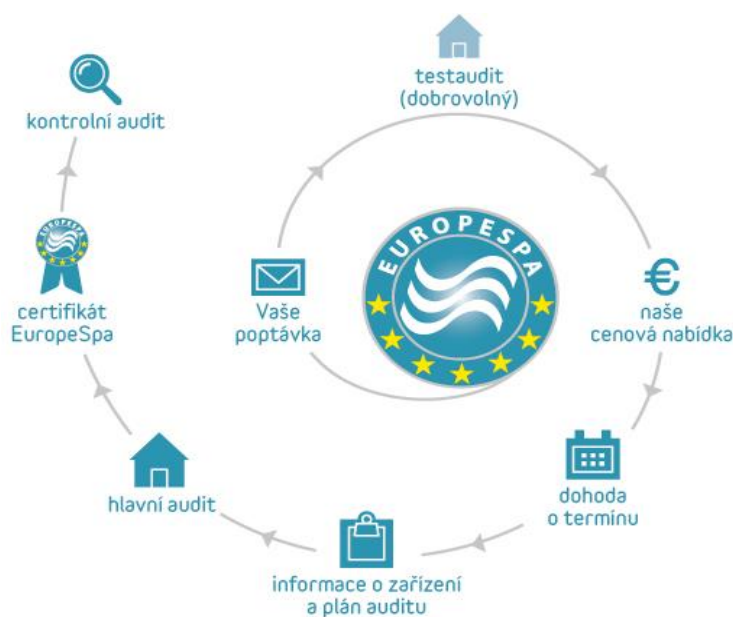 testaudit
(dobrovolný)
kontrolní audit
EUROPESPA
certifikát
EuropeSpa
Vaše
poptávka
€
naše
cenová nabídka
hlavní audit
dohoda
o termínu
informace o zařízení
a plán auditu